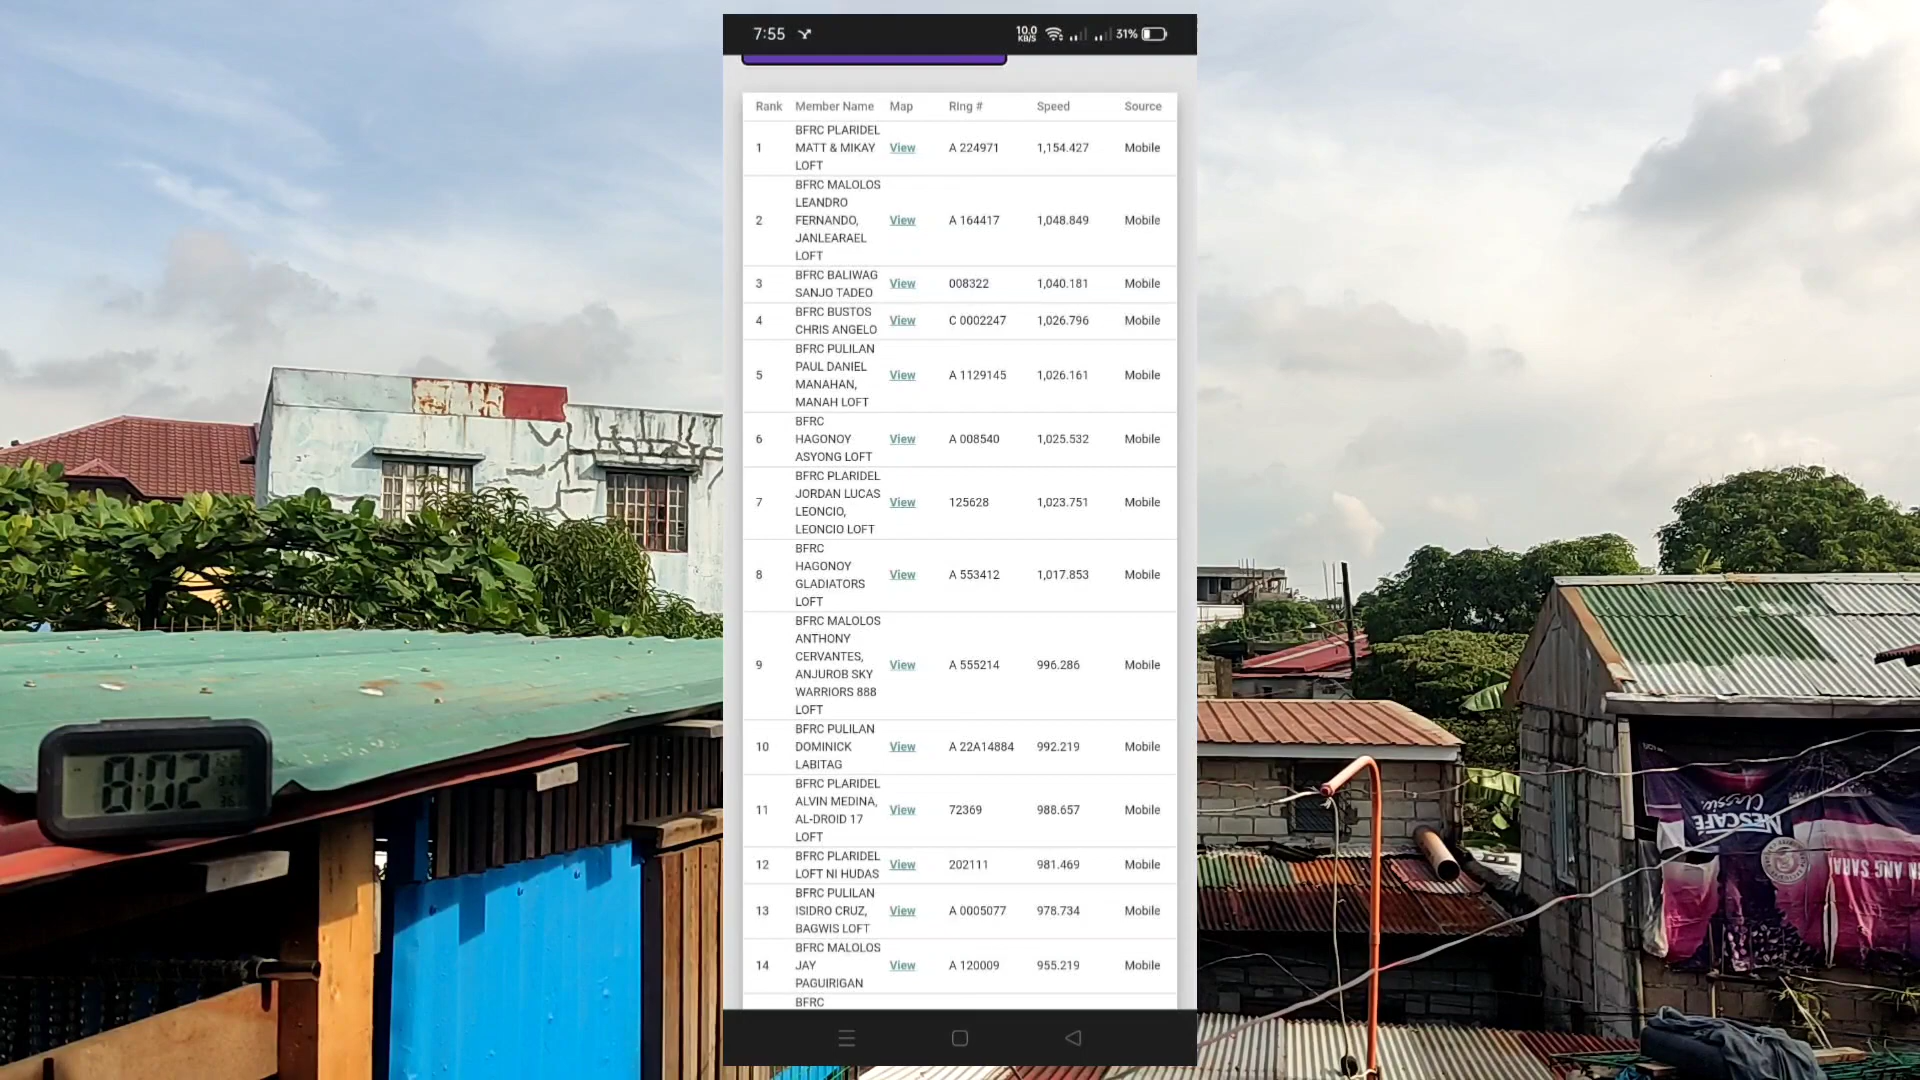 7:55 10.0 KB/S 31%
Rank Member Name Map Ring # Speed Source
BFRC PLARIDEL
1 MATT & MIKAY View A 224971 1,154.427 Mobile
LOFT
BFRC MALOLOS
LEANDRO
2 FERNANDO, View A 164417 1,048.849 Mobile
JANLEARAEL
LOFT
BFRC BALIWAG
3 SANJO TADEO View 008322 1,040.181 Mobile
BFRC BUSTOS
4 CHRIS ANGELO View C 0002247 1,026.796 Mobile
BFRC PULILAN
PAUL DANIEL
5 MANAHAN, View A 1129145 1,026.161 Mobile
MANAH LOFT
BFRC
6 HAGONOY View A 008540 1,025.532 Mobile
ASYONG LOFT
BFRC PLARIDEL
JORDAN LUCAS
7 LEONCIO, View 125628 1,023.751 Mobile
LEONCIO LOFT
BFRC
HAGONOY
8 GLADIATORS View A 553412 1,017.853 Mobile
LOFT
BFRC MALOLOS
ANTHONY
CERVANTES,
9 ANJUROB SKY View A 555214 996.286 Mobile
WARRIORS 888
LOFT
BFRC PULILAN
10 DOMINICK View A 22A14884 992.219 Mobile
LABITAG
BFRC PLARIDEL
ALVIN MEDINA,
11 AL-DROID 17 View 72369 988.657 Mobile
LOFT
BFRC PLARIDEL
12 LOFT NI HUDAS View 202111 981.469 Mobile
BFRC PULILAN
13 ISIDRO CRUZ, View A 0005077 978.734 Mobile
BAGWIS LOFT
BFRC MALOLOS
14 JAY View A 120009 955.219 Mobile
PAGUIRIGAN
BFRC
8:02
NESCAFÉ
Classic
ANG SARAP